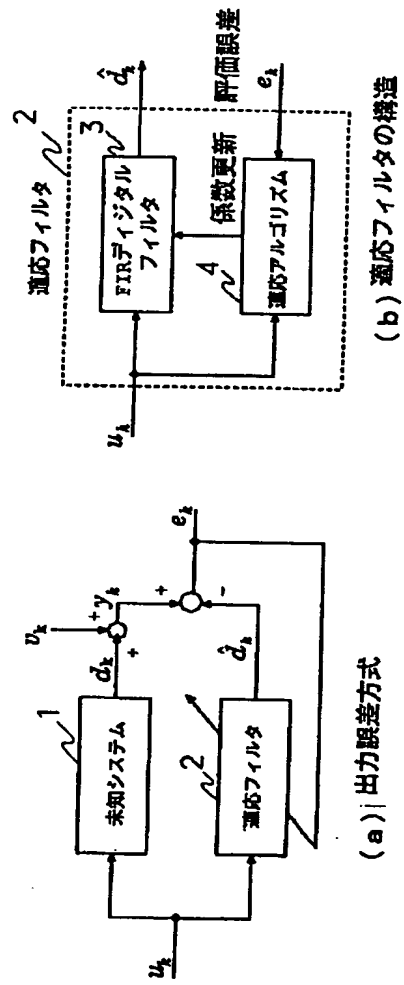 v_k
1
未知システム
d_k
+
+
y_k
+
-
e_k
u_k
2
適応フィルタ
d̂_k
(a) 出力誤差方式
適応フィルタ
2
u_k
FIRディジタル
フィルタ
3
d̂_k
係数更新
評価誤差
4
適応アルゴリズム
e_k
(b)適応フィルタの構造